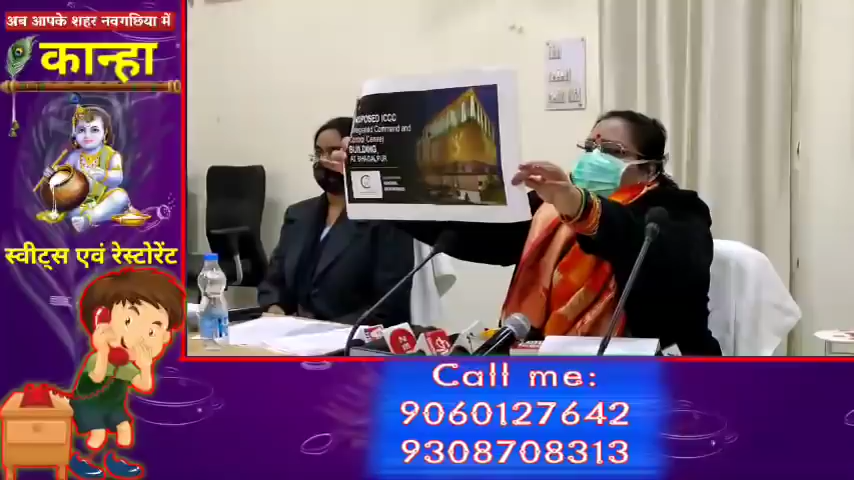 अब आपके शहर नवगछिया में
कान्हा
स्वीट्स एवं रेस्टोरेंट
PROPOSED ICCC
Integrated Command and
Control Center
BUILDING
AT BHAGALPUR
Call me:
9060127642
9308708313